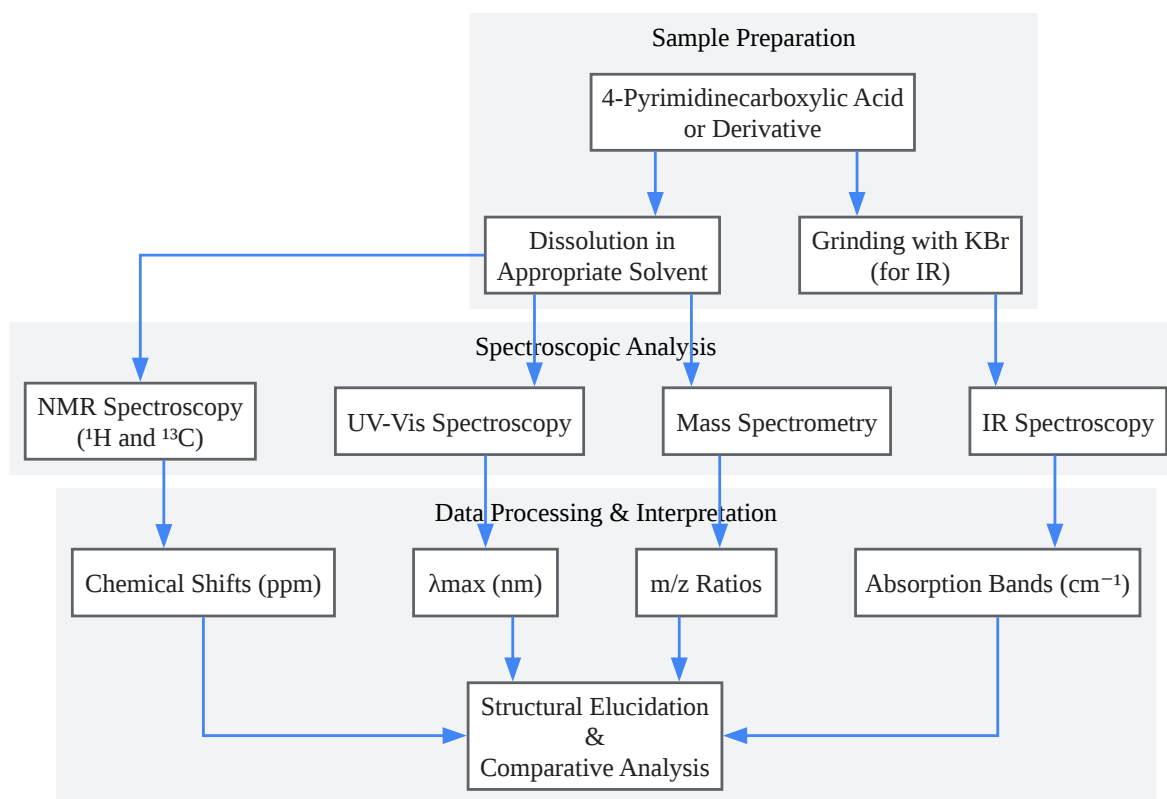 Sample Preparation
4-Pyrimidinecarboxylic Acid
or Derivative
Dissolution in
Appropriate Solvent
Grinding with KBr
(for IR)
Spectroscopic Analysis
NMR Spectroscopy
(¹H and ¹³C)
UV-Vis Spectroscopy
Mass Spectrometry
IR Spectroscopy
Data Processing & Interpretation
Chemical Shifts (ppm)
λmax (nm)
m/z Ratios
Absorption Bands (cm⁻¹)
Structural Elucidation
&
Comparative Analysis